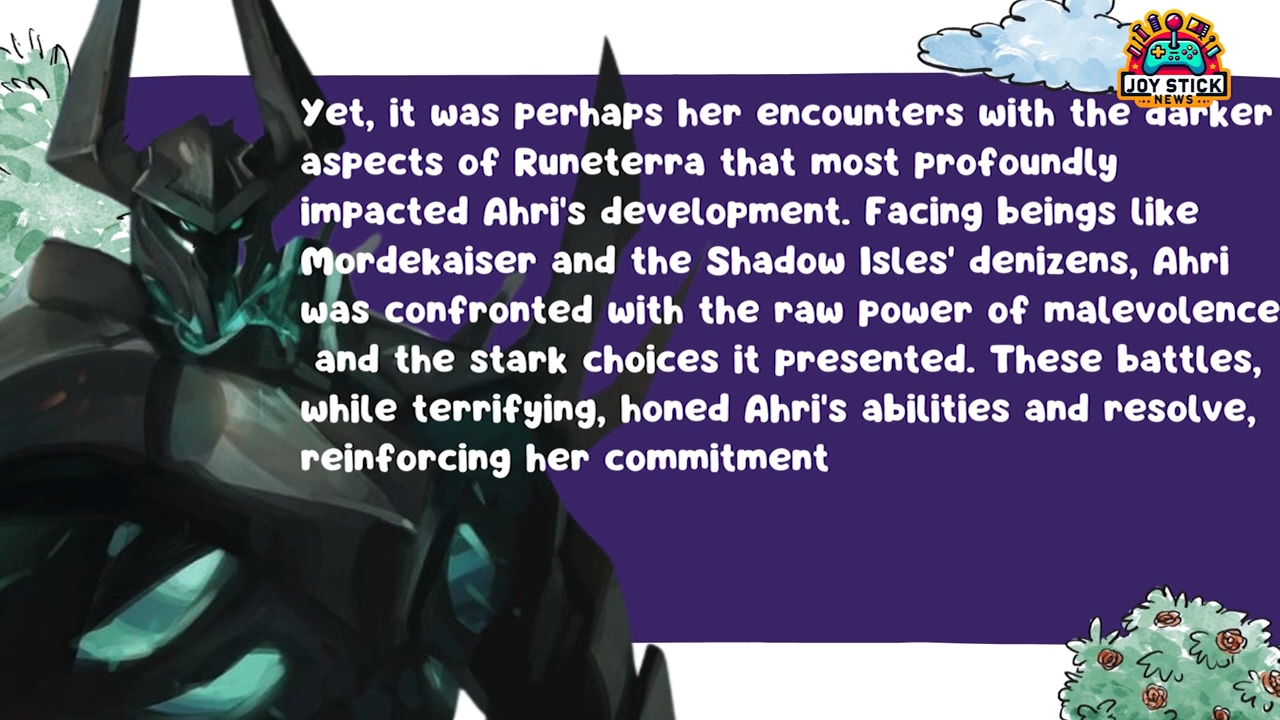 JOY STICK
NEWS
Yet, it was perhaps her encounters with the darker
aspects of Runeterra that most profoundly
impacted Ahri's development. Facing beings like
Mordekaiser and the Shadow Isles' denizens, Ahri
was confronted with the raw power of malevolence
and the stark choices it presented. These battles,
while terrifying, honed Ahri's abilities and resolve,
reinforcing her commitment